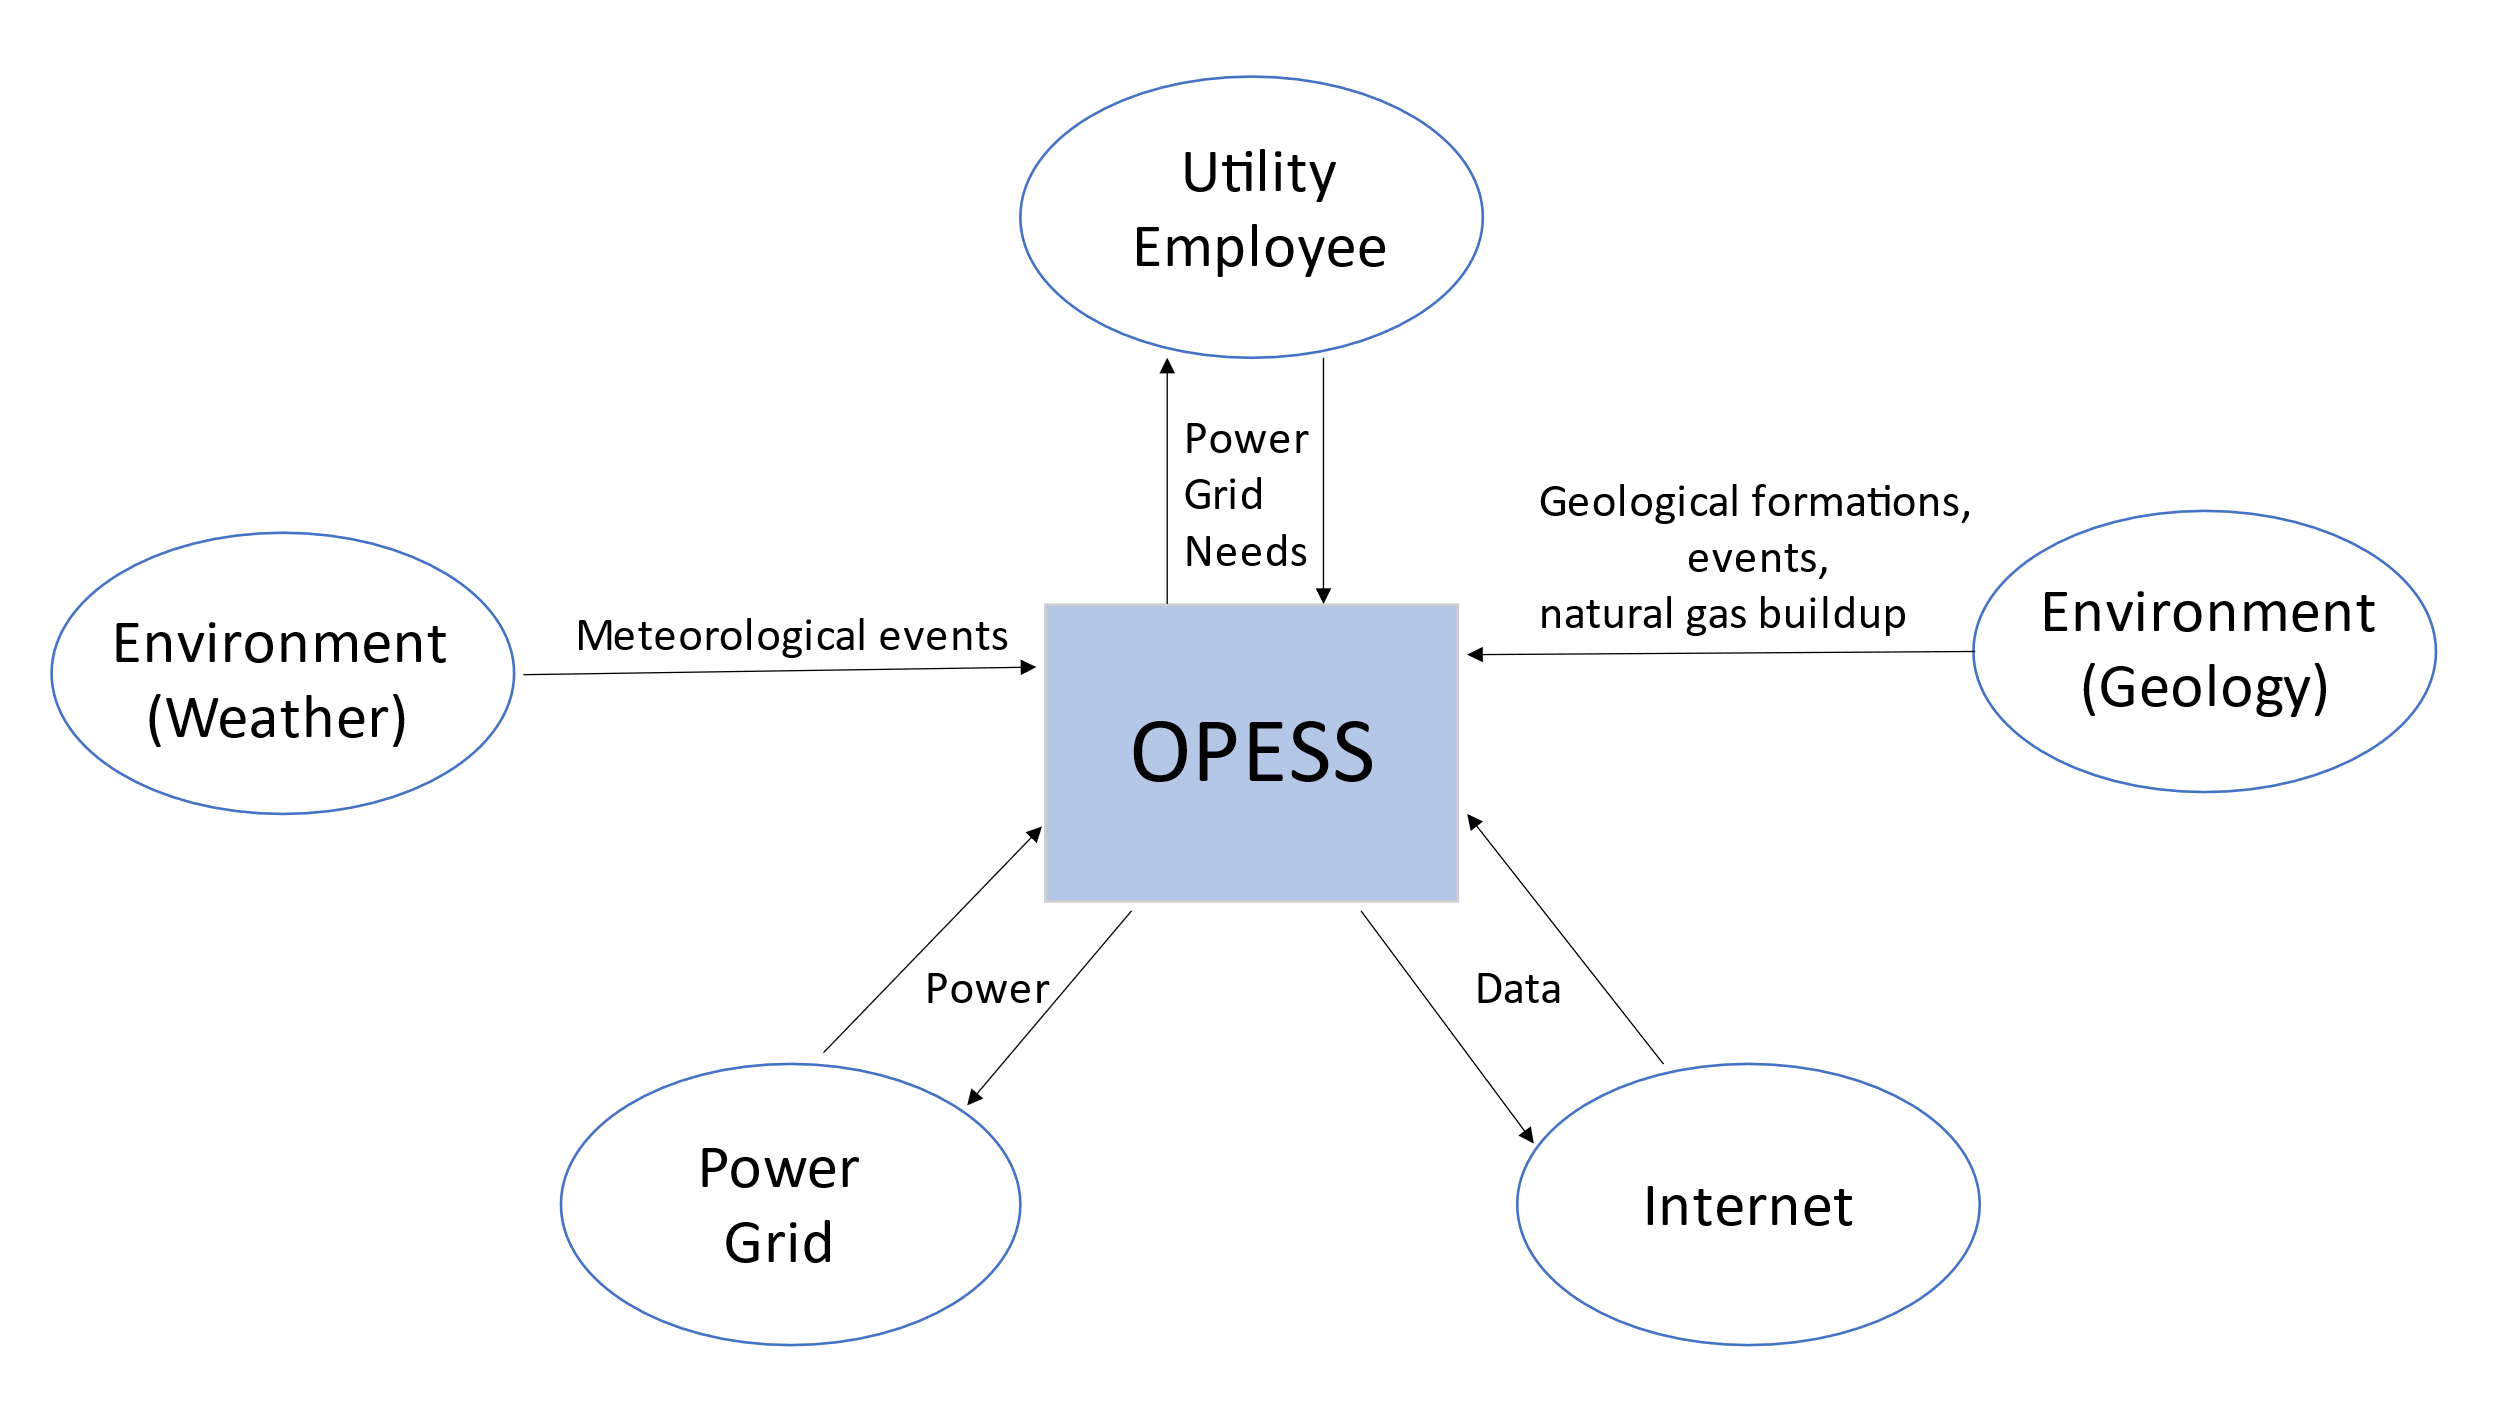 Utility
Employee
Power
Grid
Needs
Geological formations,
events,
natural gas buildup
Environment
(Weather)
Meteorological events
Environment
(Geology)
OPESS
Power
Data
Power
Grid
Internet